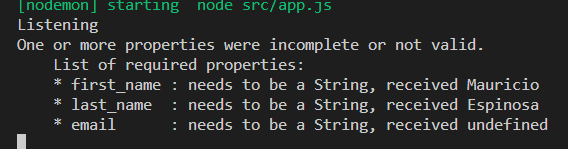 [nodemon] starting node src/app.js
Listening
One or more properties were incomplete or not valid.
List of required properties:
* first_name : needs to be a String, received Mauricio
* last_name : needs to be a String, received Espinosa
* email : needs to be a String, received undefined